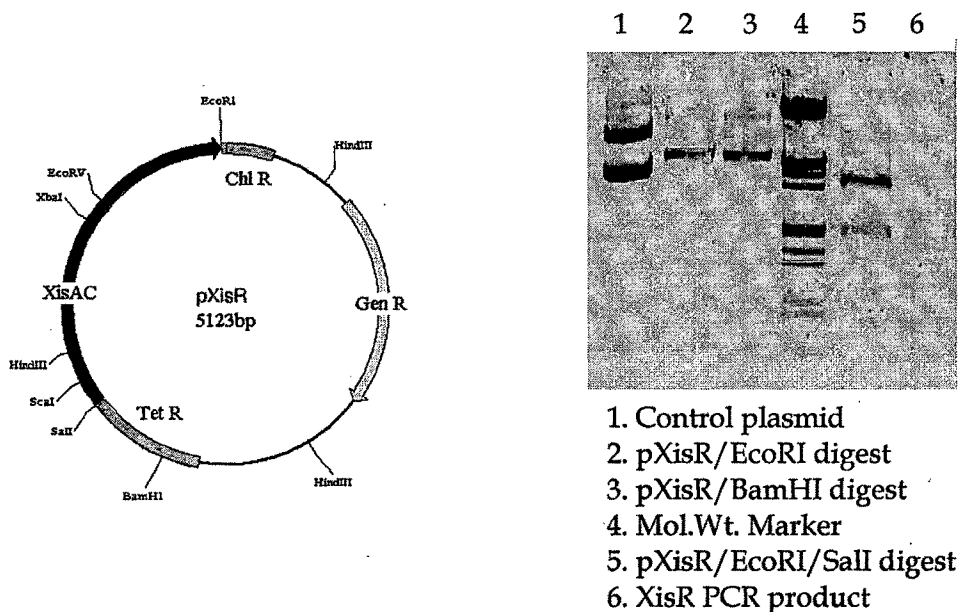 EcoRI
HindIII
Chl R
EcoRV
XbaI
XisAC
pXisR
5123bp
Gen R
HindIII
ScaI
SalI
Tet R
BamHI
HindIII
1 2 3 4 5 6
1. Control plasmid
2. pXisR/EcoRI digest
3. pXisR/BamHI digest
4. Mol.Wt. Marker
5. pXisR/EcoRI/SalI digest
6. XisR PCR product